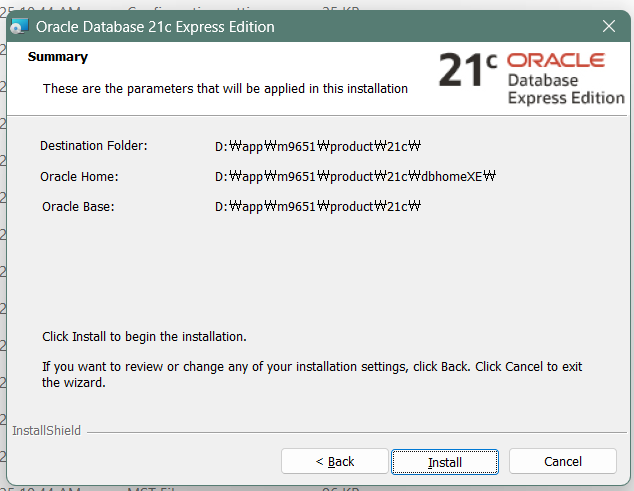 Oracle Database 21c Express Edition
Summary
These are the parameters that will be applied in this installation
21c ORACLE
Database
Express Edition
Destination Folder: D:₩app₩m9651₩product₩21c₩
Oracle Home: D:₩app₩m9651₩product₩21c₩dbhomeXE₩
Oracle Base: D:₩app₩m9651₩product₩21c₩
Click Install to begin the installation.
If you want to review or change any of your installation settings, click Back. Click Cancel to exit
the wizard.
InstallShield
< Back Install Cancel